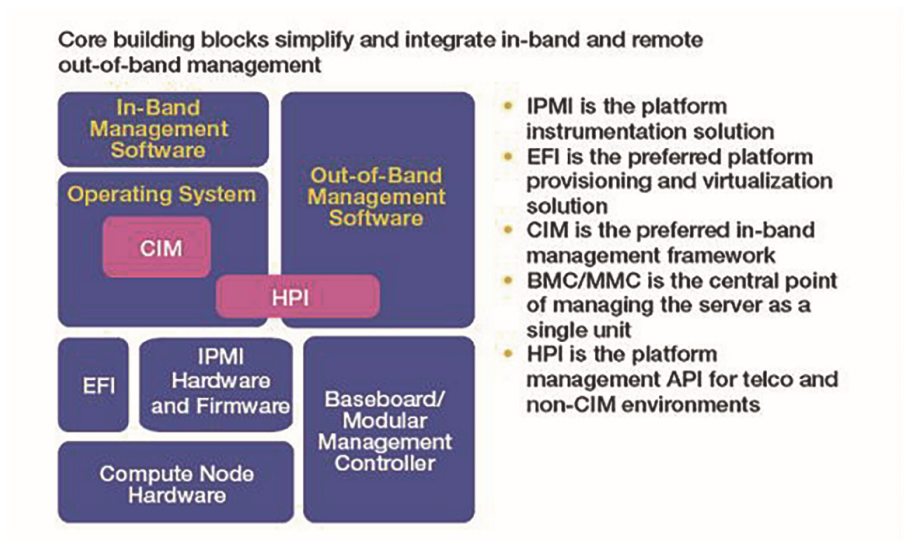 Core building blocks simplify and integrate in-band and remote
out-of-band management
In-Band
Management
Software
Operating System
CIM
Out-of-Band
Management
Software
HPI
EFI
IPMI
Hardware
and Firmware
Baseboard/
Modular
Management
Controller
Compute Node
Hardware
• IPMI is the platform
instrumentation solution
• EFI is the preferred platform
provisioning and virtualization
solution
• CIM is the preferred in-band
management framework
• BMC/MMC is the central point
of managing the server as a
single unit
• HPI is the platform
management API for telco and
non-CIM environments